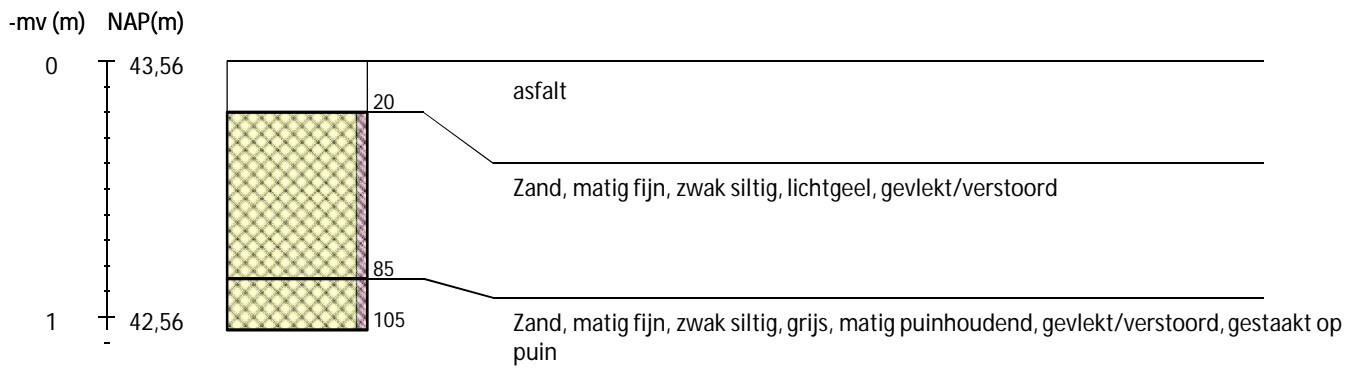 -mv (m) NAP(m)
0 43,56
asfalt
20
Zand, matig fijn, zwak siltig, lichtgeel, gevlekt/verstoord
85
1 42,56 105 Zand, matig fijn, zwak siltig, grijs, matig puinhoudend, gevlekt/verstoord, gestaakt op
puin